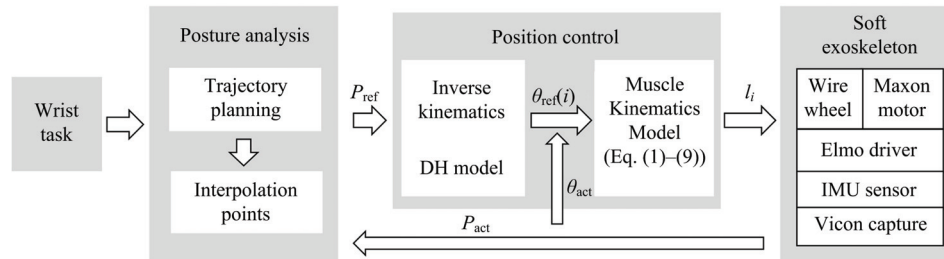 Wrist
task
Posture analysis
Trajectory
planning
Interpolation
points
P_ref
Position control
Inverse
kinematics
DH model
θ_ref(i)
θ_act
Muscle
Kinematics
Model
(Eq. (1)–(9))
l_i
P_act
Soft
exoskeleton
Wire
wheel
Maxon
motor
Elmo driver
IMU sensor
Vicon capture